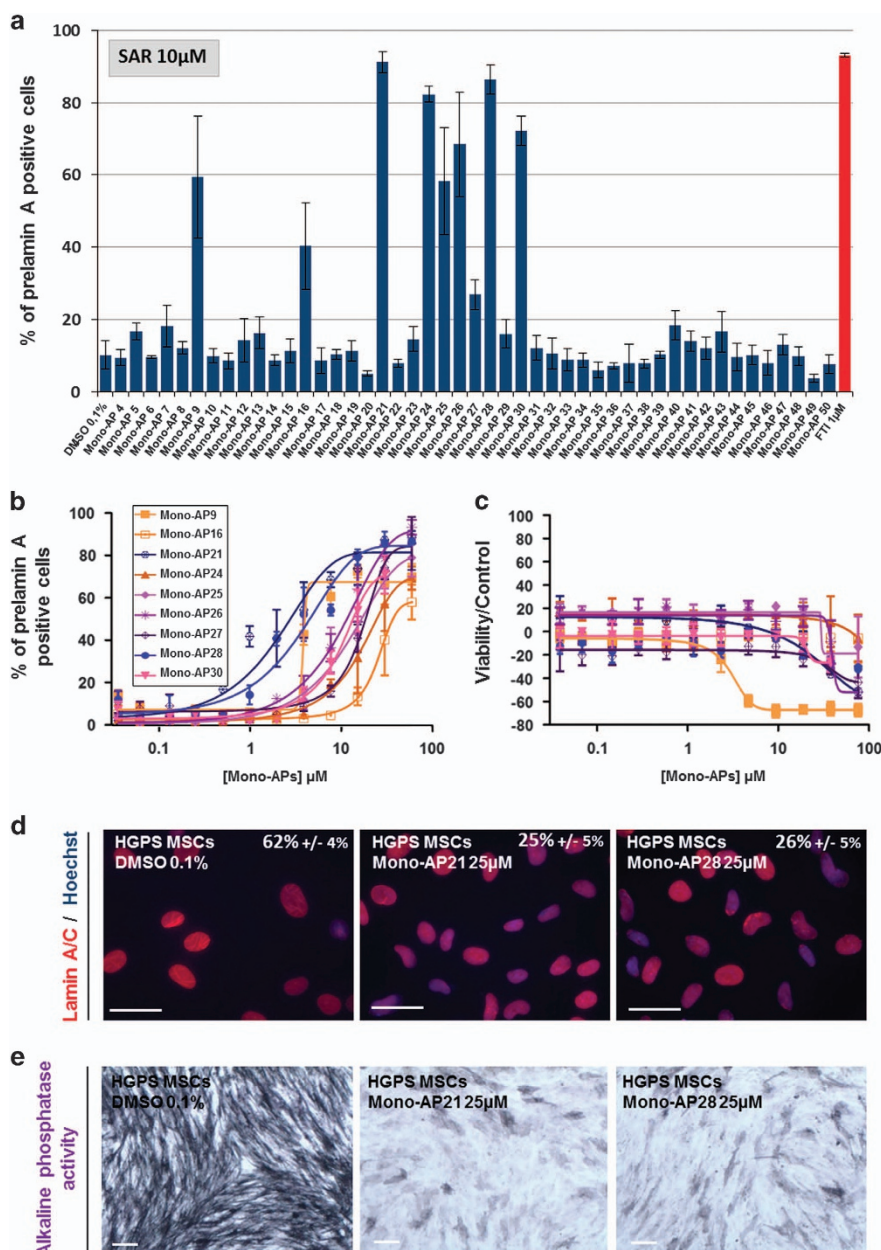 a
SAR 10µM
% of prelamin A positive cells
100
80
60
40
20
0
DMSO 0.1%
Mono-AP 4
Mono-AP 5
Mono-AP 6
Mono-AP 7
Mono-AP 8
Mono-AP 9
Mono-AP 10
Mono-AP 11
Mono-AP 12
Mono-AP 13
Mono-AP 14
Mono-AP 15
Mono-AP 16
Mono-AP 17
Mono-AP 18
Mono-AP 19
Mono-AP 20
Mono-AP 21
Mono-AP 22
Mono-AP 23
Mono-AP 24
Mono-AP 25
Mono-AP 26
Mono-AP 27
Mono-AP 28
Mono-AP 29
Mono-AP 30
Mono-AP 31
Mono-AP 32
Mono-AP 33
Mono-AP 34
Mono-AP 35
Mono-AP 36
Mono-AP 37
Mono-AP 38
Mono-AP 39
Mono-AP 40
Mono-AP 41
Mono-AP 42
Mono-AP 43
Mono-AP 44
Mono-AP 45
Mono-AP 46
Mono-AP 47
Mono-AP 48
Mono-AP 49
Mono-AP 50
FTI 1µM
b
% of prelamin A
positive cells
100
80
60
40
20
0
Mono-AP9
Mono-AP16
Mono-AP21
Mono-AP24
Mono-AP25
Mono-AP26
Mono-AP27
Mono-AP28
Mono-AP30
0.1
1
10
100
[Mono-APs] µM
c
Viability/Control
100
80
60
40
20
0
-20
-40
-60
-80
0.1
1
10
100
[Mono-APs] µM
d
Lamin A/C / Hoechst
HGPS MSCs 62% +/- 4%
DMSO 0.1%
HGPS MSCs 25% +/- 5%
Mono-AP21 25µM
HGPS MSCs 26% +/- 5%
Mono-AP28 25µM
e
Alkaline phosphatase
activity
HGPS MSCs
DMSO 0.1%
HGPS MSCs
Mono-AP21 25µM
HGPS MSCs
Mono-AP28 25µM